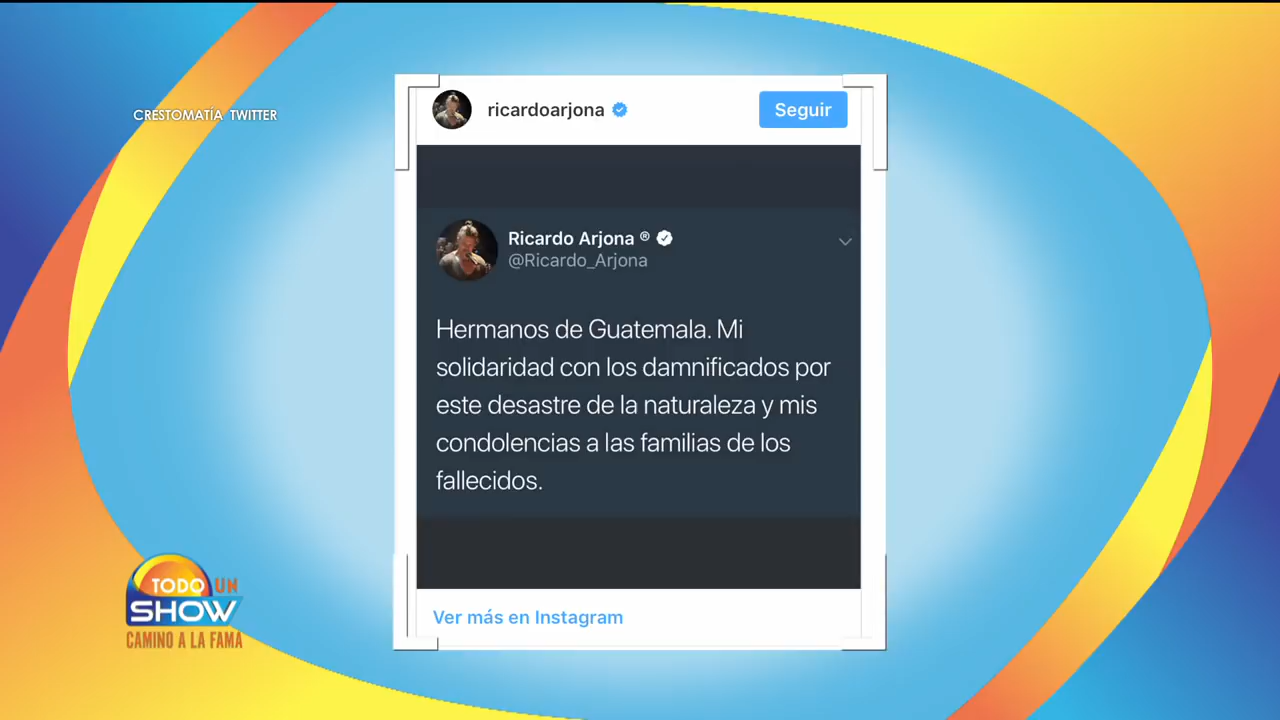 CRESTOMATÍA TWITTER
ricardoarjona
Seguir
Ricardo Arjona ®
@Ricardo_Arjona
Hermanos de Guatemala. Mi
solidaridad con los damnificados por
este desastre de la naturaleza y mis
condolencias a las familias de los
fallecidos.
Ver más en Instagram
TODO UN
SHOW
CAMINO A LA FAMA